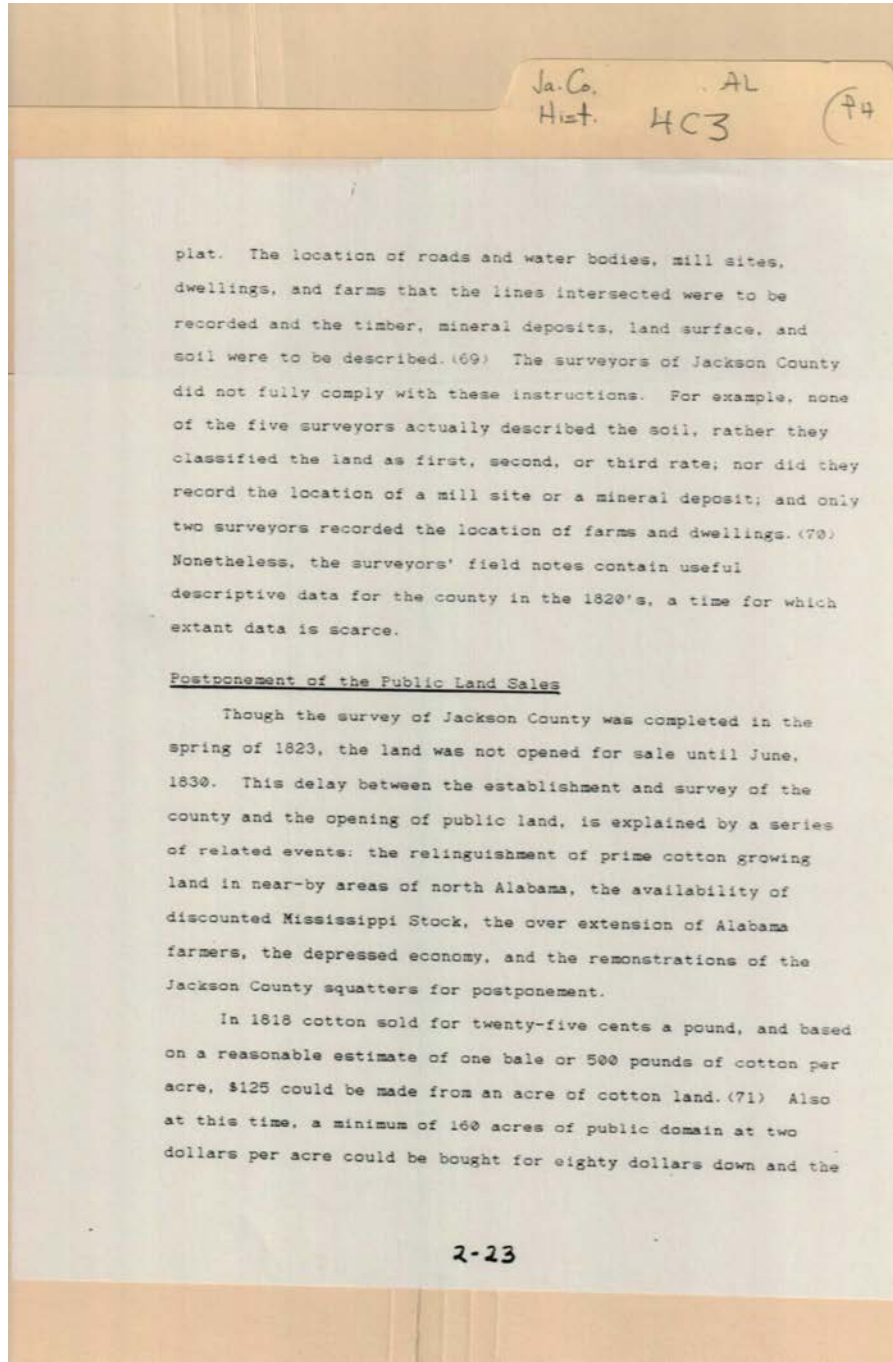 Ja.Co. AL
Hist. 4C3
plat. The location of roads and water bodies, mill sites,
dwellings, and farms that the lines intersected were to be
recorded and the timber, mineral deposits, land surface, and
soil were to be described.(69) The surveyors of Jackson County
did not fully comply with these instructions. For example, none
of the five surveyors actually described the soil, rather they
classified the land as first, second, or third rate; nor did they
record the location of a mill site or a mineral deposit; and only
two surveyors recorded the location of farms and dwellings.(70)
Nonetheless, the surveyors' field notes contain useful
descriptive data for the county in the 1820's, a time for which
extant data is scarce.
Postponement of the Public Land Sales
Though the survey of Jackson County was completed in the
spring of 1823, the land was not opened for sale until June,
1830. This delay between the establishment and survey of the
county and the opening of public land, is explained by a series
of related events: the relinguishment of prime cotton growing
land in near-by areas of north Alabama, the availability of
discounted Mississippi Stock, the over extension of Alabama
farmers, the depressed economy, and the remonstrations of the
Jackson County squatters for postponement.
In 1818 cotton sold for twenty-five cents a pound, and based
on a reasonable estimate of one bale or 500 pounds of cotton per
acre, $125 could be made from an acre of cotton land.(71) Also
at this time, a minimum of 160 acres of public domain at two
dollars per acre could be bought for eighty dollars down and the
2-23